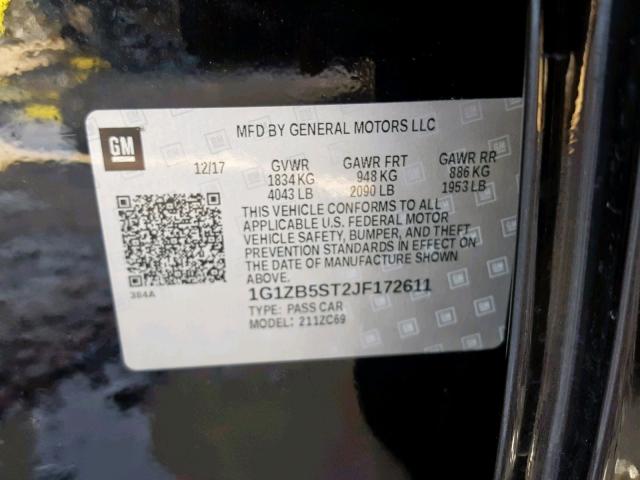 GM
MFD BY GENERAL MOTORS LLC
12/17 GVWR GAWR FRT GAWR RR
1834 KG 948 KG 886 KG
4043 LB 2090 LB 1953 LB
THIS VEHICLE CONFORMS TO ALL
APPLICABLE U.S. FEDERAL MOTOR
VEHICLE SAFETY, BUMPER, AND THEFT
PREVENTION STANDARDS IN EFFECT ON
THE DATE OF MANUFACTURE SHOWN
ABOVE.
384A
1G1ZB5ST2JF172611
TYPE: PASS CAR
MODEL: 211ZC69